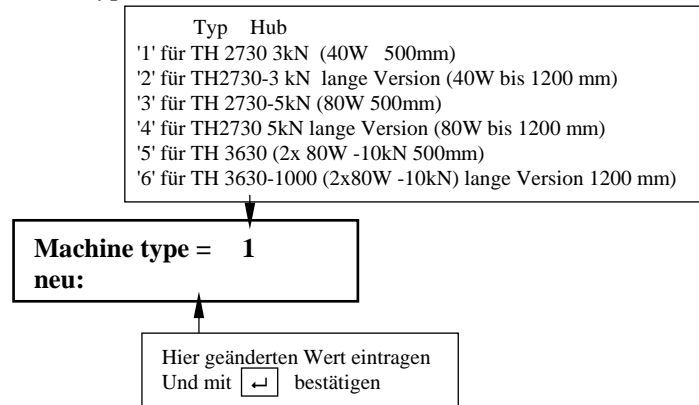 Typ Hub
'1' für TH 2730 3kN (40W 500mm)
'2' für TH2730-3 kN lange Version (40W bis 1200 mm)
'3' für TH 2730-5kN (80W 500mm)
'4' für TH2730 5kN lange Version (80W bis 1200 mm)
'5' für TH 3630 (2x 80W -10kN 500mm)
'6' für TH 3630-1000 (2x80W -10kN) lange Version 1200 mm)
Machine type = 1
neu:
Hier geänderten Wert eintragen
Und mit ↵ bestätigen